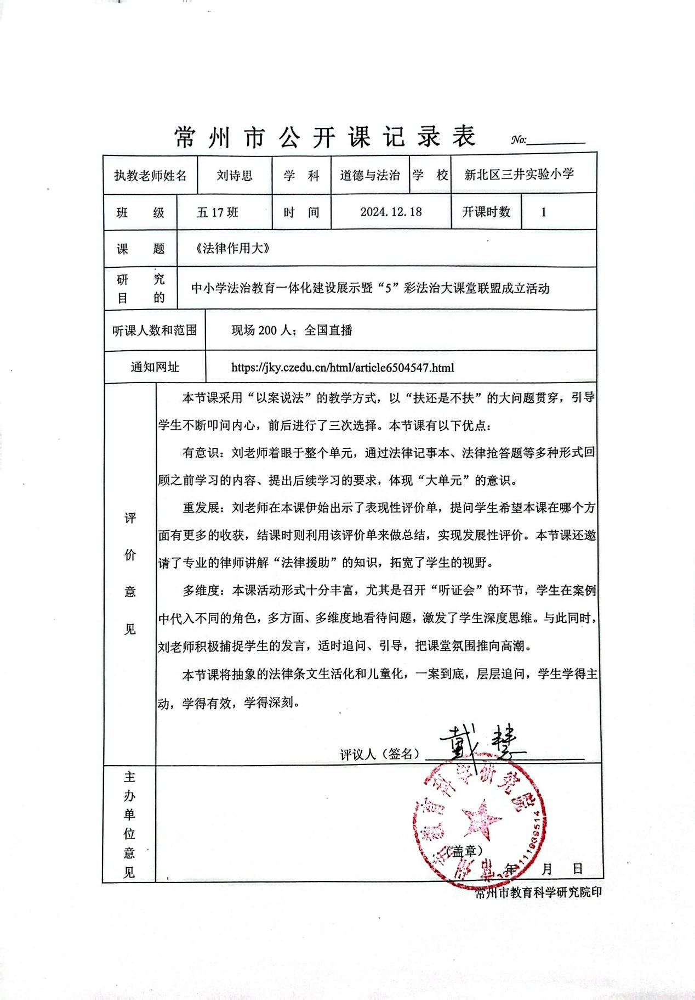 常州市公开课记录表 No:
执教老师姓名 刘诗思 学 科 道德与法治 学 校 新北区三井实验小学
班 级 五17班 时 间 2024.12.18 开课时数 1
课 题 《法律作用大》
研 究
目 的 中小学法治教育一体化建设展示暨“5”彩法治大课堂联盟成立活动
听课人数和范围 现场200人；全国直播
通知网址 https://jky.czedu.cn/html/article6504547.html
评价意见
本节课采用“以案说法”的教学方式，以“扶还是不扶”的大问题贯穿，引导
学生不断叩问内心，前后进行了三次选择。本节课有以下优点：
有意识：刘老师着眼于整个单元，通过法律记事本、法律抢答题等多种形式回
顾之前学习的内容、提出后续学习的要求，体现“大单元”的意识。
重发展：刘老师在本课伊始出示了表现性评价单，提问学生希望本课在哪个方
面有更多的收获，结课时则利用该评价单来做总结，实现发展性评价。本节课还邀
请了专业的律师讲解“法律援助”的知识，拓宽了学生的视野。
多维度：本课活动形式十分丰富，尤其是召开“听证会”的环节，学生在案例
中代入不同的角色，多方面、多维度地看待问题，激发了学生深度思维。与此同时，
刘老师积极捕捉学生的发言，适时追问、引导，把课堂氛围推向高潮。
本节课将抽象的法律条文生活化和儿童化，一案到底，层层追问，学生学得主
动，学得有效，学得深刻。
评议人（签名） 戴慧
主办单位意见
常州市教育科学研究院
（盖章）
年 月 日
常州市教育科学研究院印